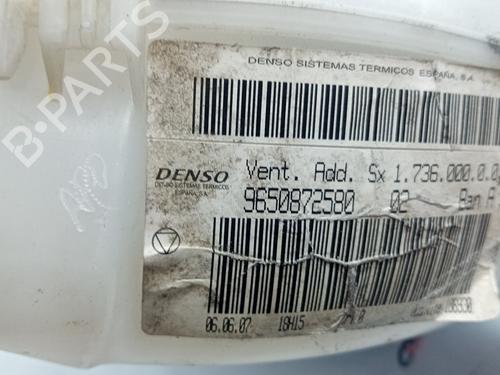 B-PARTS
DENSO SISTEMAS TERMICOS ESPAÑA, S.A.
DENSO Vent. Add. Sx 1.736.000.0.0
DENSO SISTEMAS TERMICOS
ESPAÑA, S.A.
9650872580 02
06.06.07 18H15